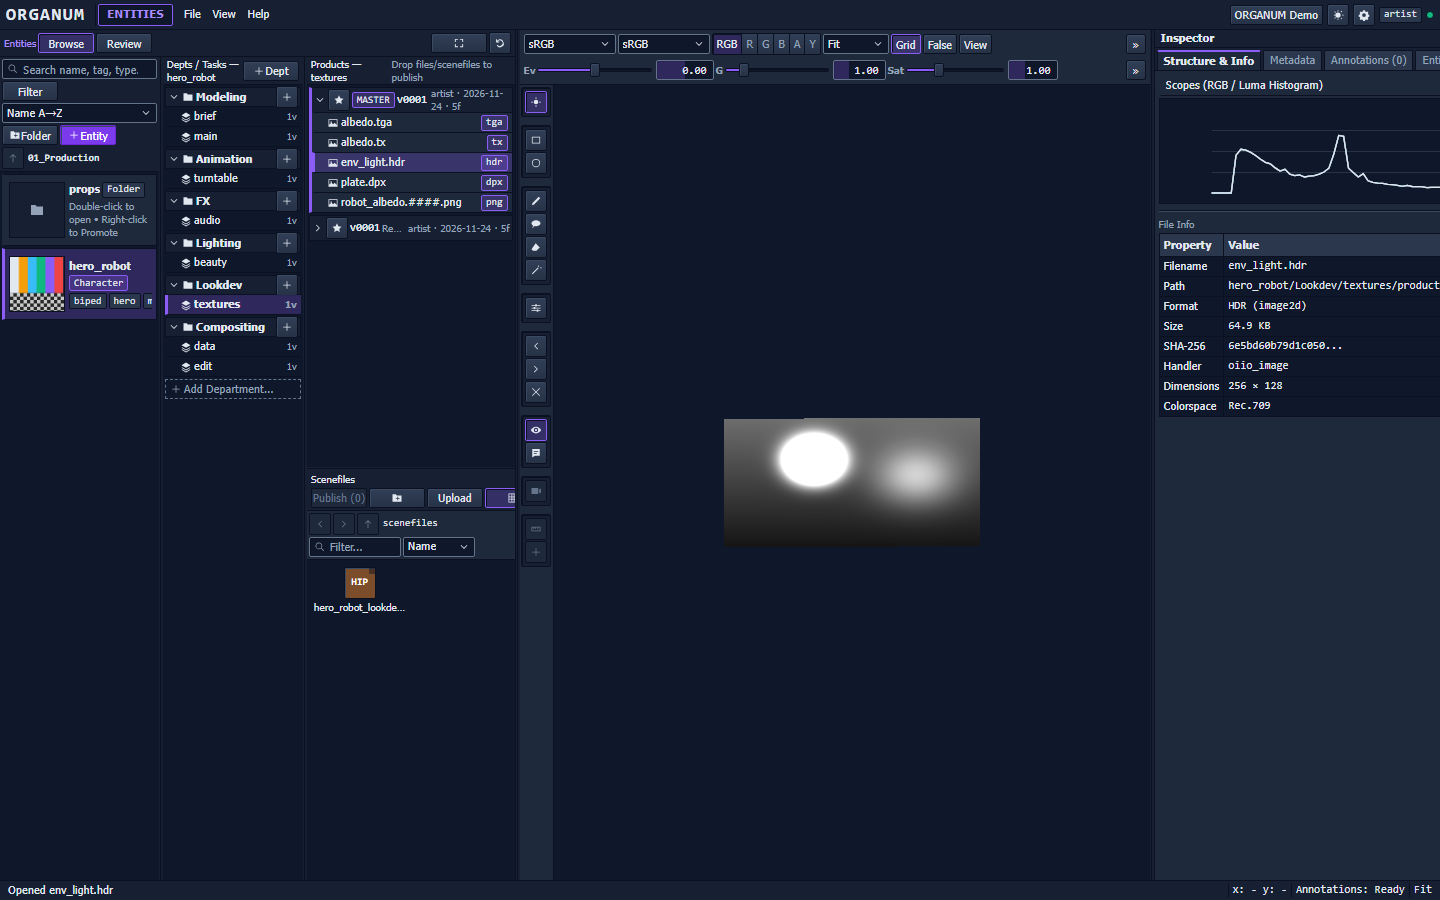 ORGANUM ENTITIES File View Help ORGANUM Demo artist
Entities Browse Review
Search name, tag, type.
Filter
Name A→Z
Folder + Entity
01_Production
props Folder
Double-click to
open • Right-click
to Promote
hero_robot
Character
biped hero
Depts / Tasks —
hero_robot
+ Dept
Modeling
brief 1v
main 1v
Animation
turntable 1v
FX
audio 1v
Lighting
beauty 1v
Lookdev
textures 1v
Compositing
data 1v
edit 1v
+ Add Department...
Products —
textures
Drop files/scenefiles to
publish
MASTER v0001 artist · 2026-11-
24 · 5f
albedo.tga tga
albedo.tx tx
env_light.hdr hdr
plate.dpx dpx
robot_albedo.####.png png
v0001 Re... artist · 2026-11-24 · 5f
Scenefiles
Publish (0) Upload
scenefiles
Filter... Name
HIP
hero_robot_lookde...
sRGB sRGB RGB R G B A Y Fit Grid False View »
Ev 0.00 G 1.00 Sat 1.00 »
Inspector
Structure & Info Metadata Annotations (0) Enti
Scopes (RGB / Luma Histogram)
File Info
Property Value
Filename env_light.hdr
Path hero_robot/Lookdev/textures/product
Format HDR (image2d)
Size 64.9 KB
SHA-256 6e5bd60b79d1c050...
Handler oiio_image
Dimensions 256 × 128
Colorspace Rec.709
Opened env_light.hdr
x: - y: - Annotations: Ready Fit